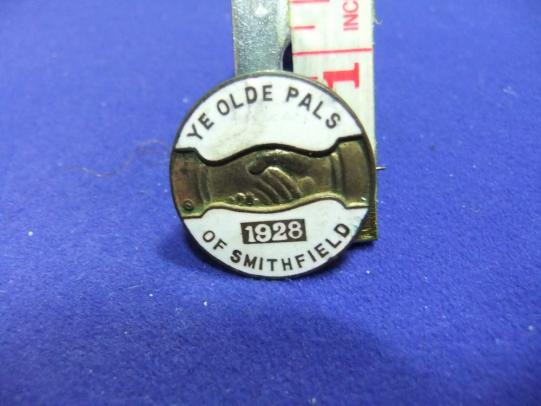 YE OLDE PALS
1928
OF SMITHFIELD
1
INC